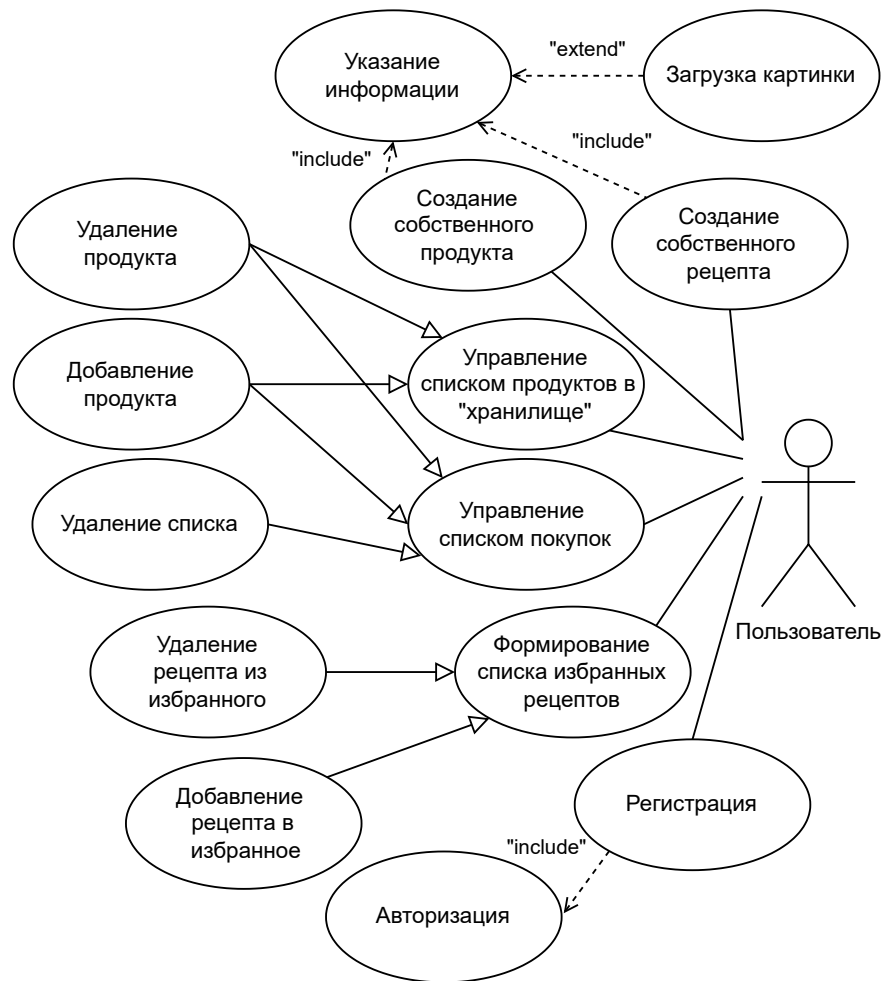 Указание
информации
"extend"
Загрузка картинки
"include"
"include"
Создание
собственного
продукта
Создание
собственного
рецепта
Удаление
продукта
Добавление
продукта
Управление
списком продуктов в
"хранилище"
Удаление списка
Управление
списком покупок
Пользователь
Удаление
рецепта из
избранного
Формирование
списка избранных
рецептов
Добавление
рецепта в
избранное
Регистрация
"include"
Авторизация